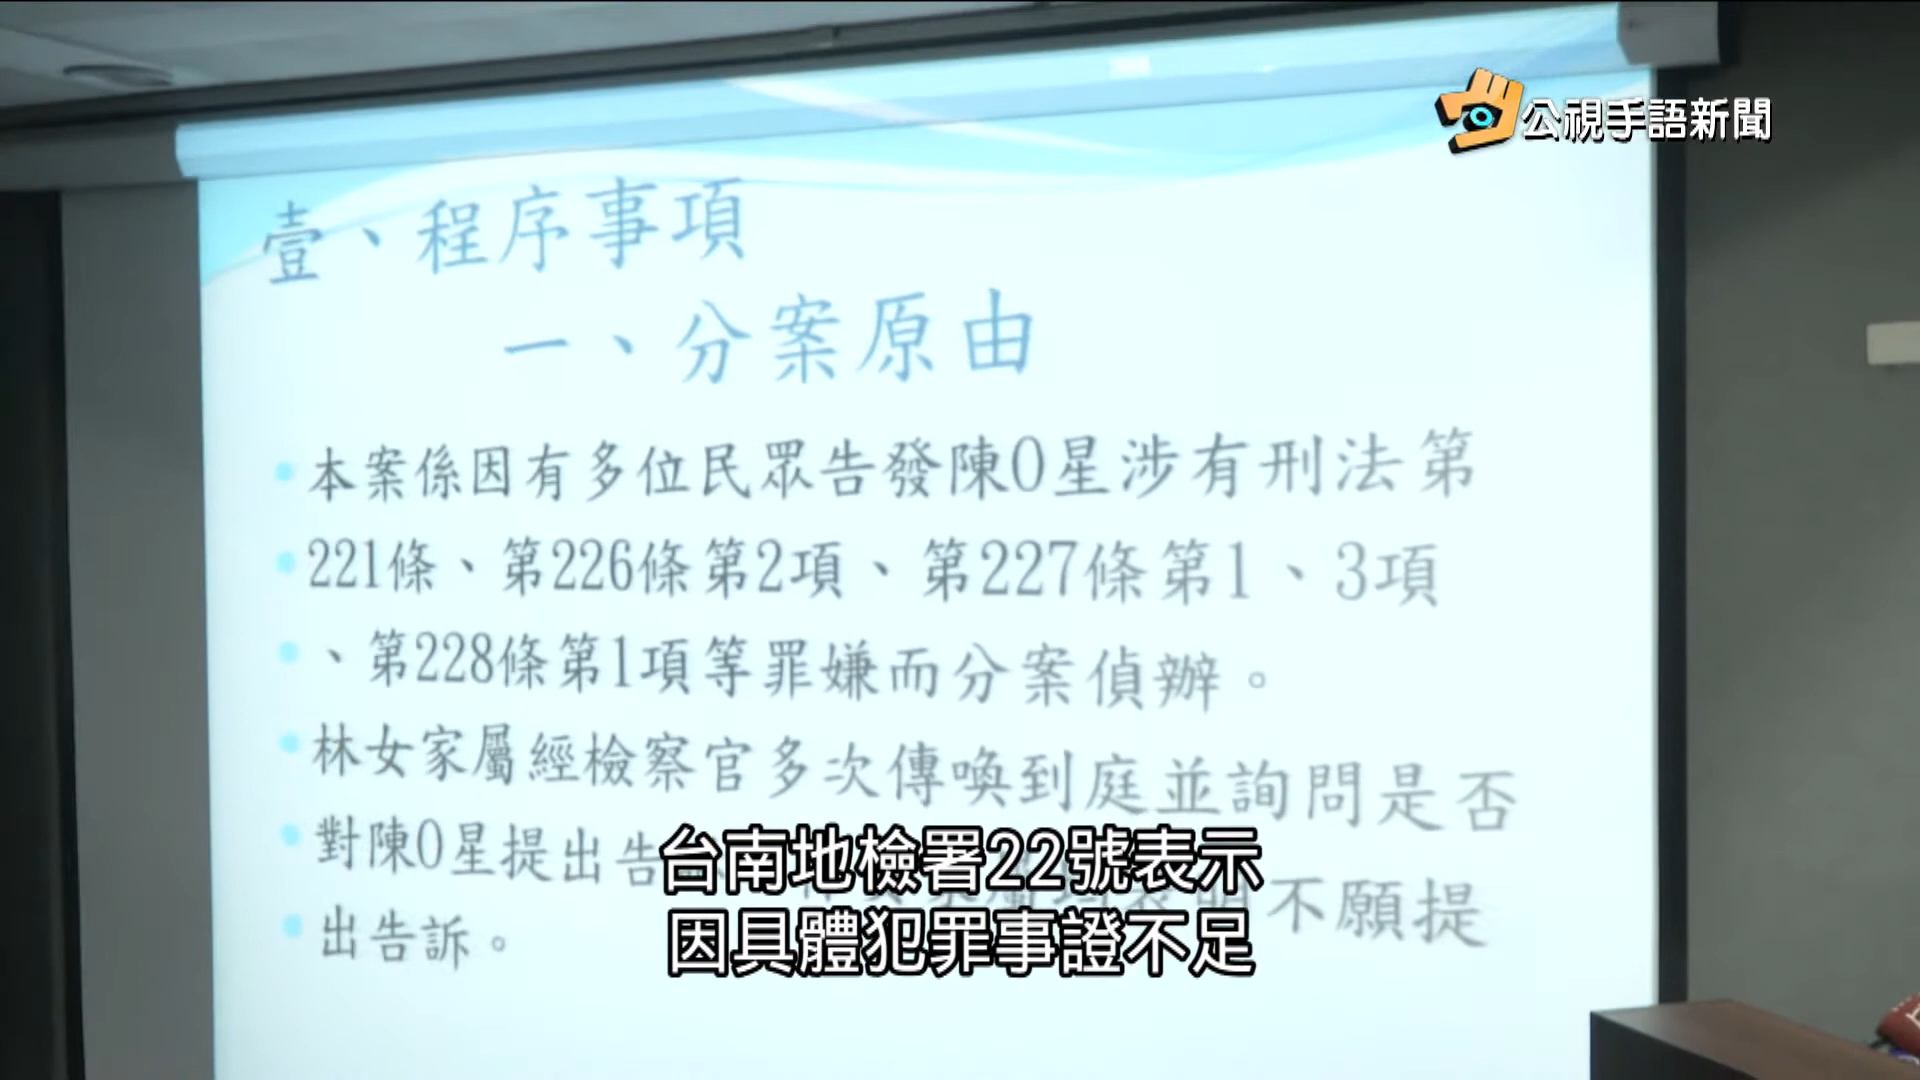 公視手語新聞
壹、程序事項
一、分案原由
本案係因有多位民眾告發陳O星涉有刑法第
221條、第226條第2項、第227條第1、3項
、第228條第1項等罪嫌而分案偵辦。
林女家屬經檢察官多次傳喚到庭並詢問是否
對陳O星提出告 不願提
出告訴。
台南地檢署22號表示
因具體犯罪事證不足